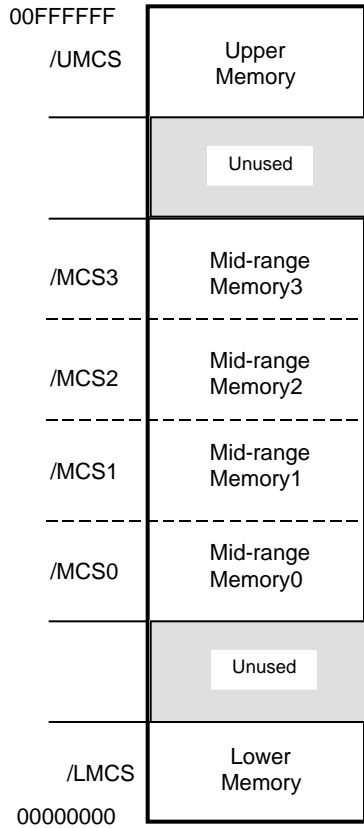 00FFFFFF
/UMCS
Upper
Memory
Unused
/MCS3
Mid-range
Memory3
/MCS2
Mid-range
Memory2
/MCS1
Mid-range
Memory1
/MCS0
Mid-range
Memory0
Unused
/LMCS
Lower
Memory
00000000